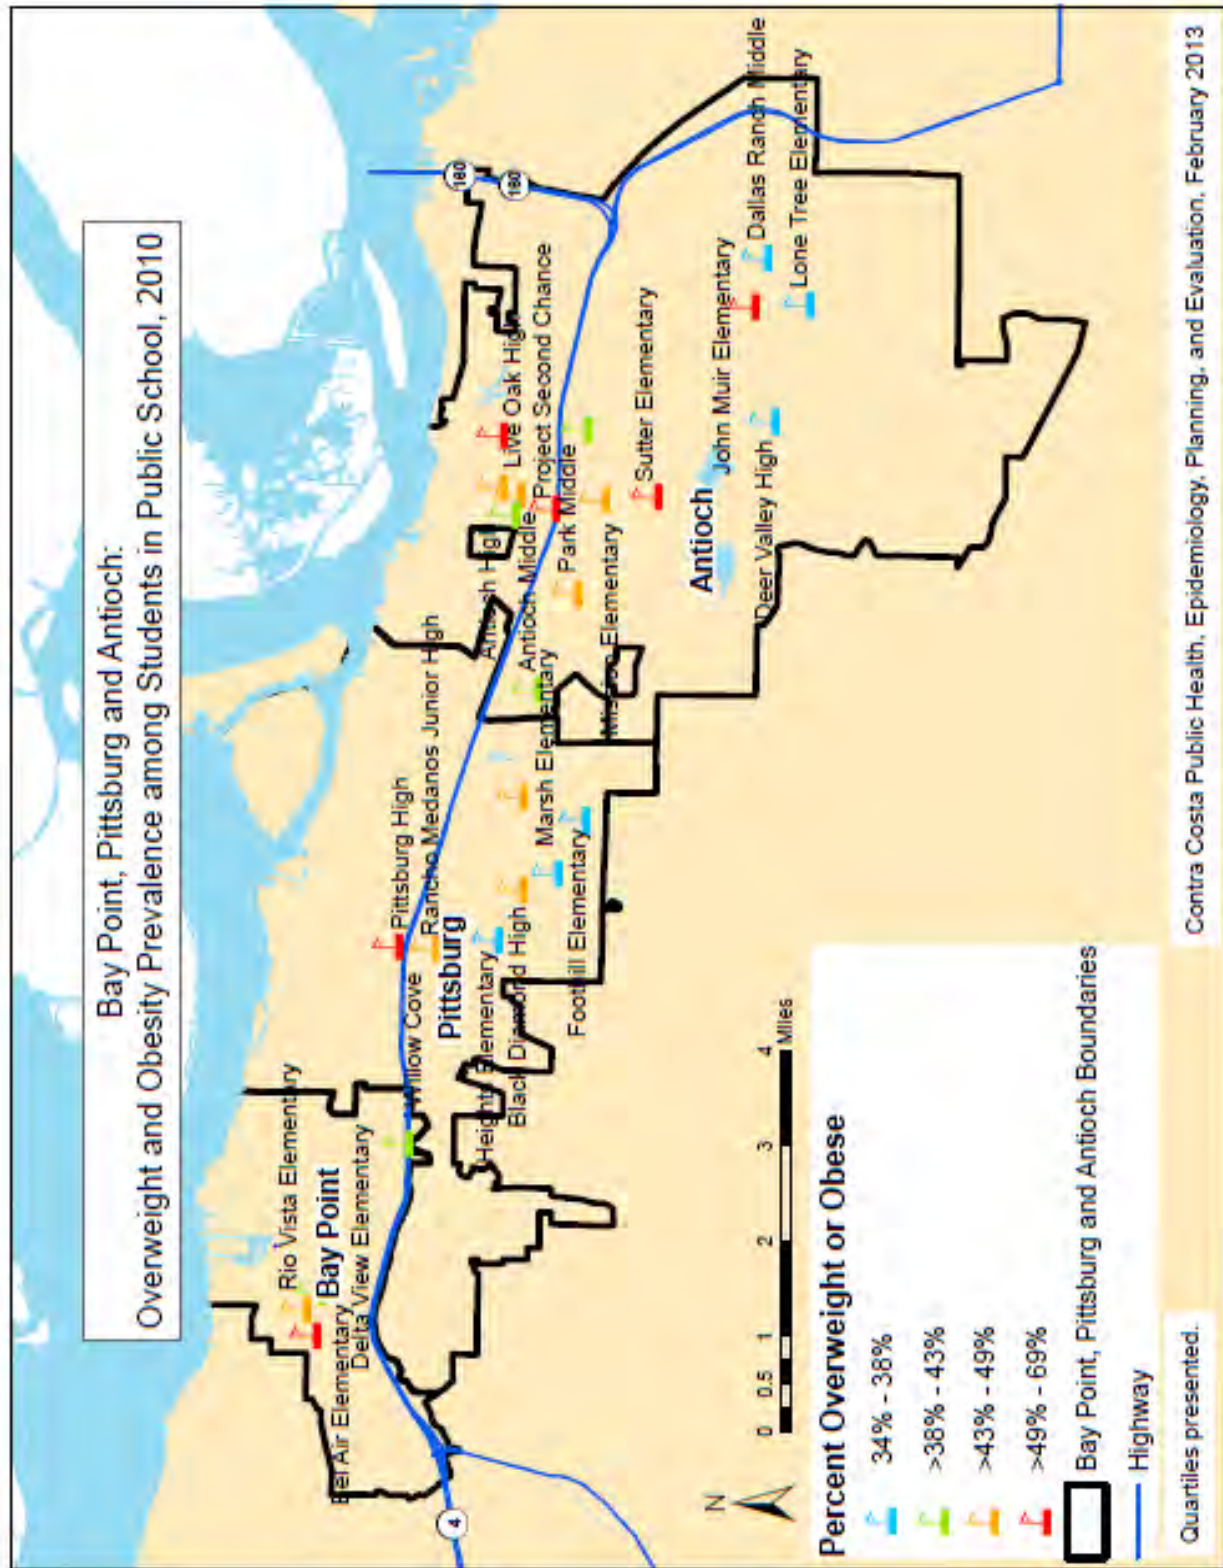 Bay Point, Pittsburg and Antioch:
Overweight and Obesity Prevalence among Students in Public School, 2010
Rio Vista Elementary
Bay Point
Bel Air Elementary
Delta View Elementary
Willow Cove
Pittsburg High
Rancho Medanos Junior High
Pittsburg
Heights Elementary
Black Diamond High
Foothill Elementary
Marsh Elementary
Mission Elementary
Antioch High
Antioch Middle
Park Middle
Project Second Chance
Live Oak High
Sutter Elementary
Antioch
John Muir Elementary
Deer Valley High
Dallas Ranch Middle
Lone Tree Elementary
4
160
160
N
0 0.5 1 2 3 4
Miles
Percent Overweight or Obese
34% - 38%
>38% - 43%
>43% - 49%
>49% - 69%
Bay Point, Pittsburg and Antioch Boundaries
Highway
Quartiles presented.
Contra Costa Public Health, Epidemiology, Planning, and Evaluation, February 2013